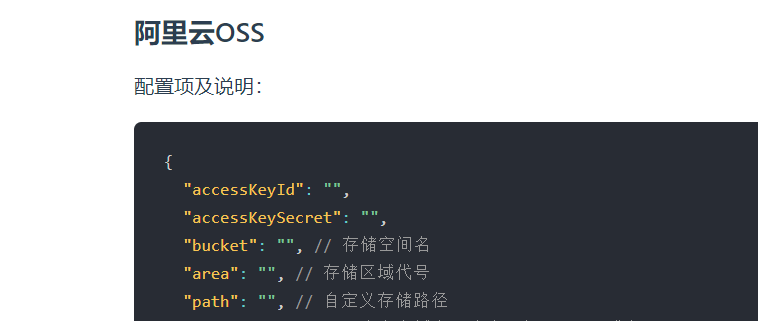 阿里云OSS
配置项及说明：
{
"accessKeyId": "",
"accessKeySecret": "",
"bucket": "", // 存储空间名
"area": "", // 存储区域代号
"path": "", // 自定义存储路径